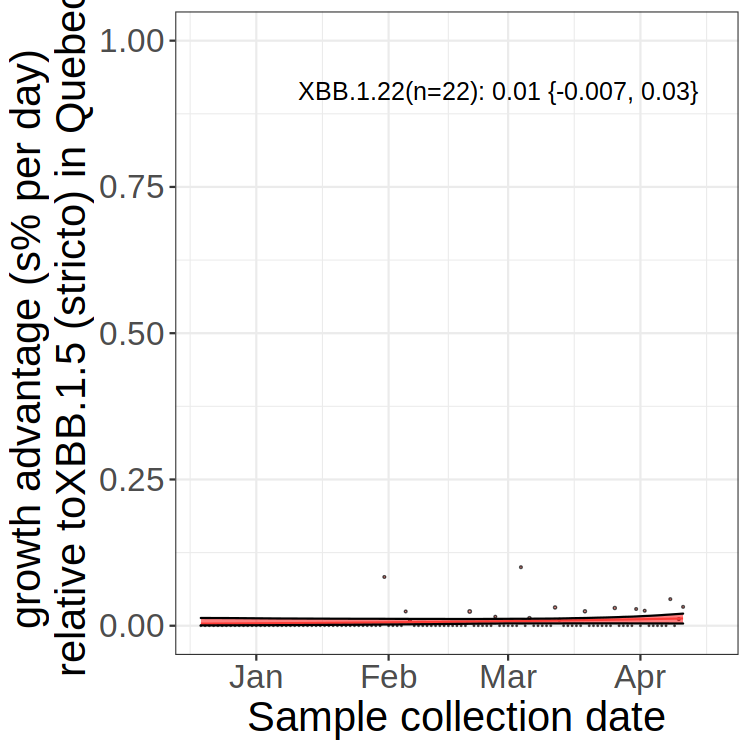 growth advantage (s% per day)
relative toXBB.1.5 (stricto) in Quebec
1.00
0.75
0.50
0.25
0.00
XBB.1.22(n=22): 0.01 {-0.007, 0.03}
Jan Feb Mar Apr
Sample collection date